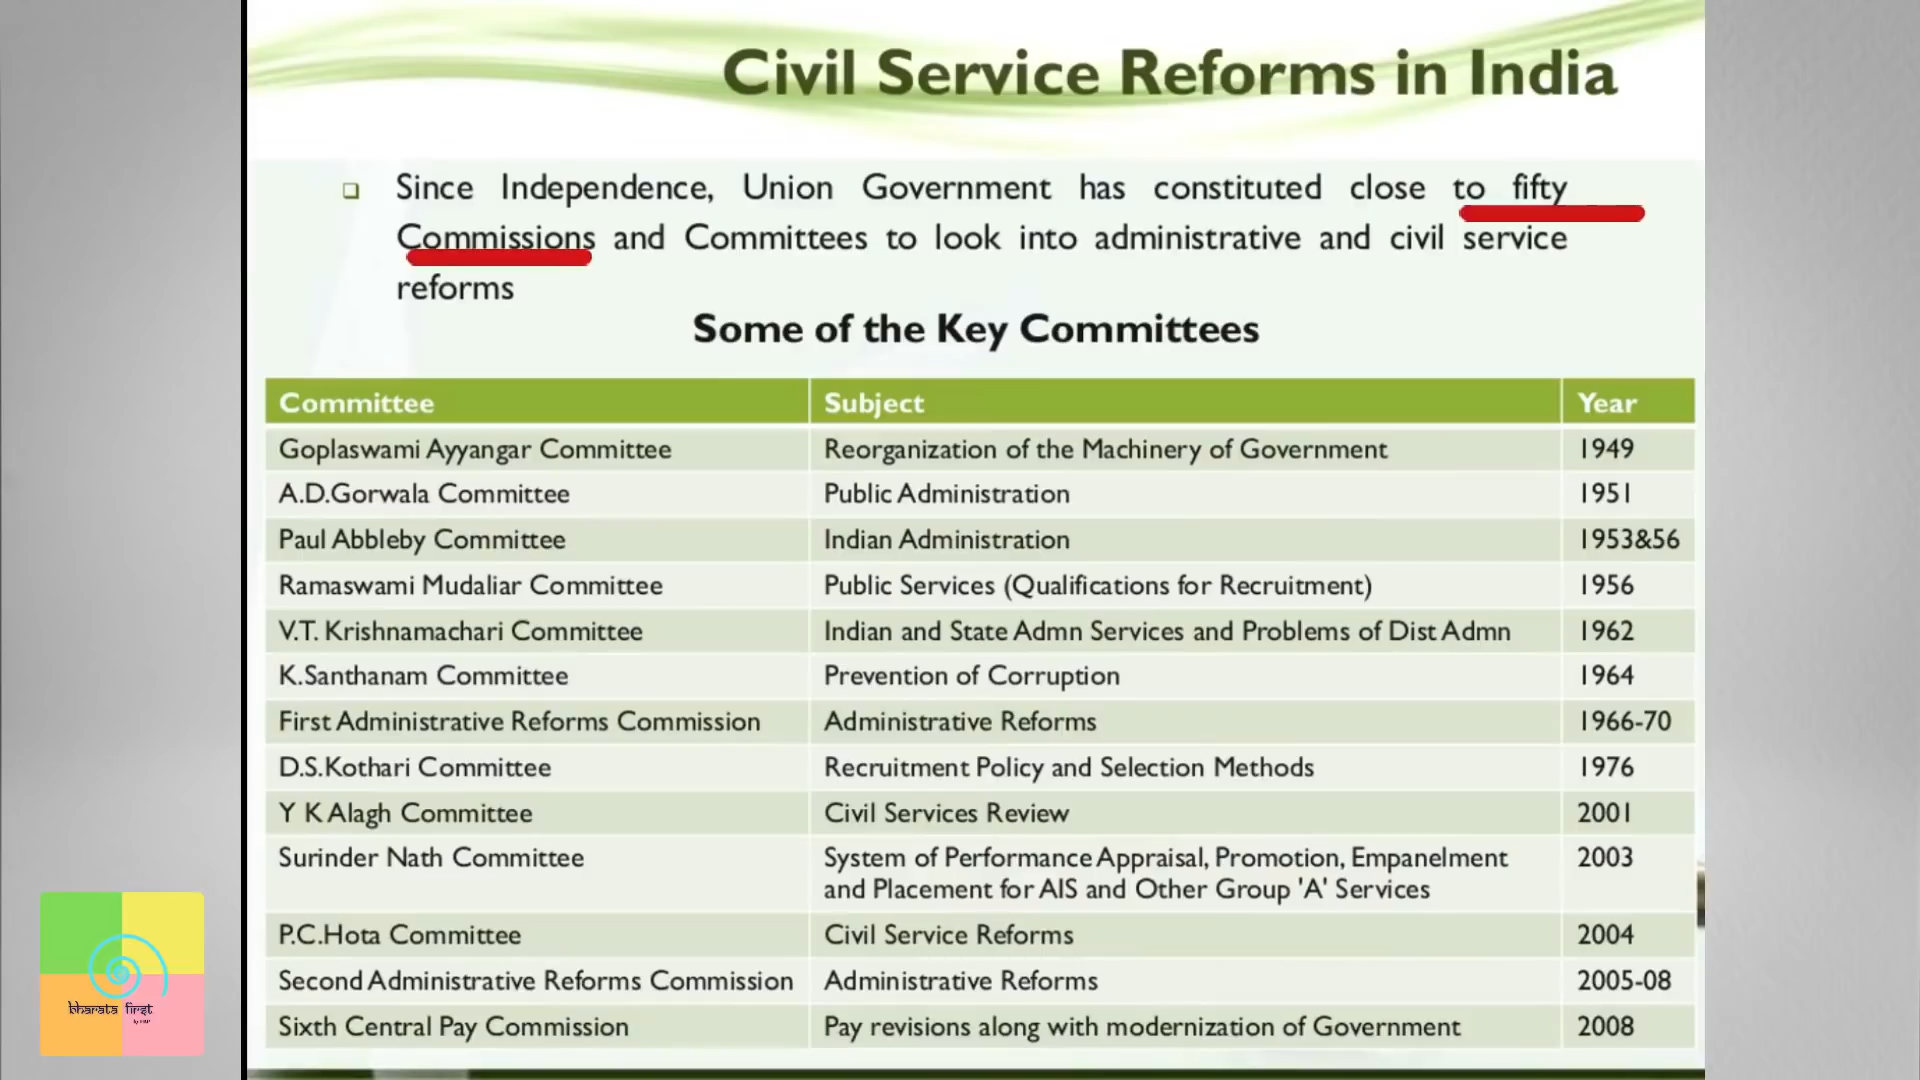 Civil Service Reforms in India
Since Independence, Union Government has constituted close to fifty
Commissions and Committees to look into administrative and civil service
reforms
Some of the Key Committees
Committee Subject Year
Goplaswami Ayyangar Committee Reorganization of the Machinery of Government 1949
A.D.Gorwala Committee Public Administration 1951
Paul Abbleby Committee Indian Administration 1953&56
Ramaswami Mudaliar Committee Public Services (Qualifications for Recruitment) 1956
V.T. Krishnamachari Committee Indian and State Admn Services and Problems of Dist Admn 1962
K.Santhanam Committee Prevention of Corruption 1964
First Administrative Reforms Commission Administrative Reforms 1966-70
D.S.Kothari Committee Recruitment Policy and Selection Methods 1976
Y K Alagh Committee Civil Services Review 2001
Surinder Nath Committee System of Performance Appraisal, Promotion, Empanelment 2003
and Placement for AIS and Other Group 'A' Services
P.C.Hota Committee Civil Service Reforms 2004
Second Administrative Reforms Commission Administrative Reforms 2005-08
Sixth Central Pay Commission Pay revisions along with modernization of Government 2008
bharata first